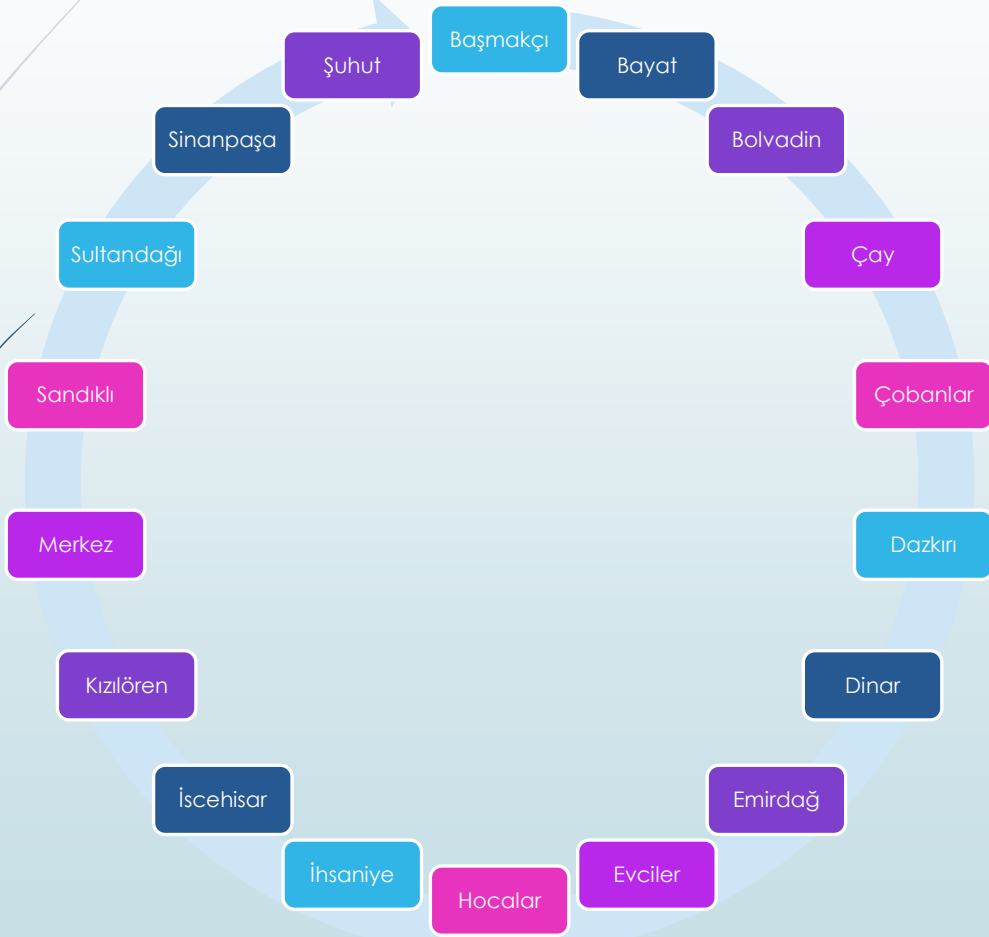 Başmakçı
Bayat
Bolvadin
Çay
Çobanlar
Dazkırı
Dinar
Emirdağ
Evciler
Hocalar
İhsaniye
İscehisar
Kızılören
Merkez
Sandıklı
Sultandağı
Sinanpaşa
Şuhut